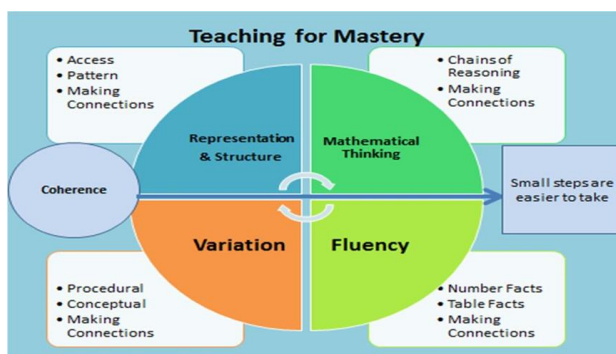 Teaching for Mastery
• Access
• Pattern
• Making
Connections
• Chains of
Reasoning
• Making
Connections
Representation
& Structure
Mathematical
Thinking
Coherence
Small steps are
easier to take
Variation
Fluency
• Procedural
• Conceptual
• Making
Connections
• Number Facts
• Table Facts
• Making
Connections